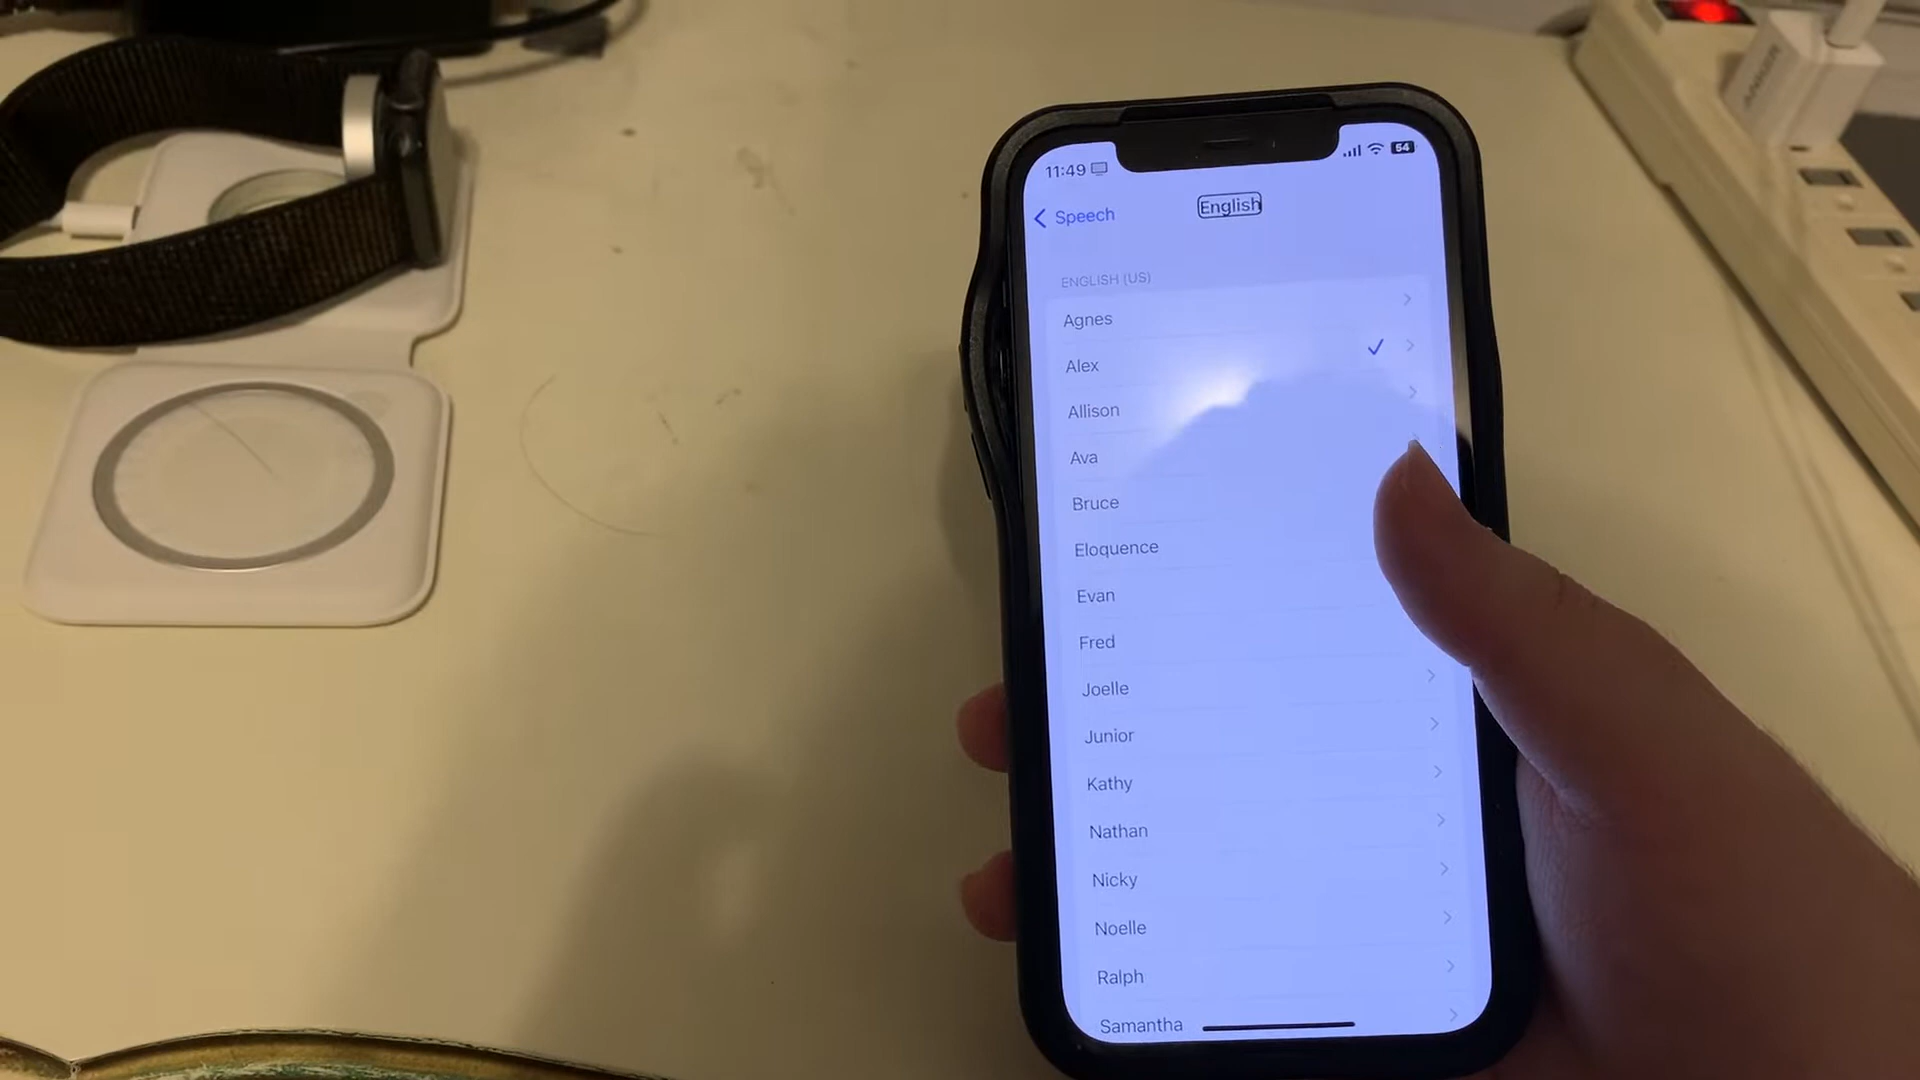 11:49
54
Speech
English
ENGLISH (US)
Agnes
Alex
Allison
Ava
Bruce
Eloquence
Evan
Fred
Joelle
Junior
Kathy
Nathan
Nicky
Noelle
Ralph
Samantha
ANKER